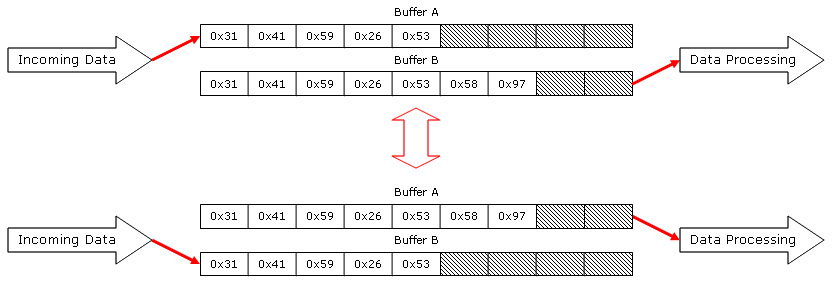 Buffer A
0x31 0x41 0x59 0x26 0x53
Incoming Data
Buffer B
Data Processing
0x31 0x41 0x59 0x26 0x53 0x58 0x97
Buffer A
0x31 0x41 0x59 0x26 0x53 0x58 0x97
Incoming Data
Buffer B
Data Processing
0x31 0x41 0x59 0x26 0x53